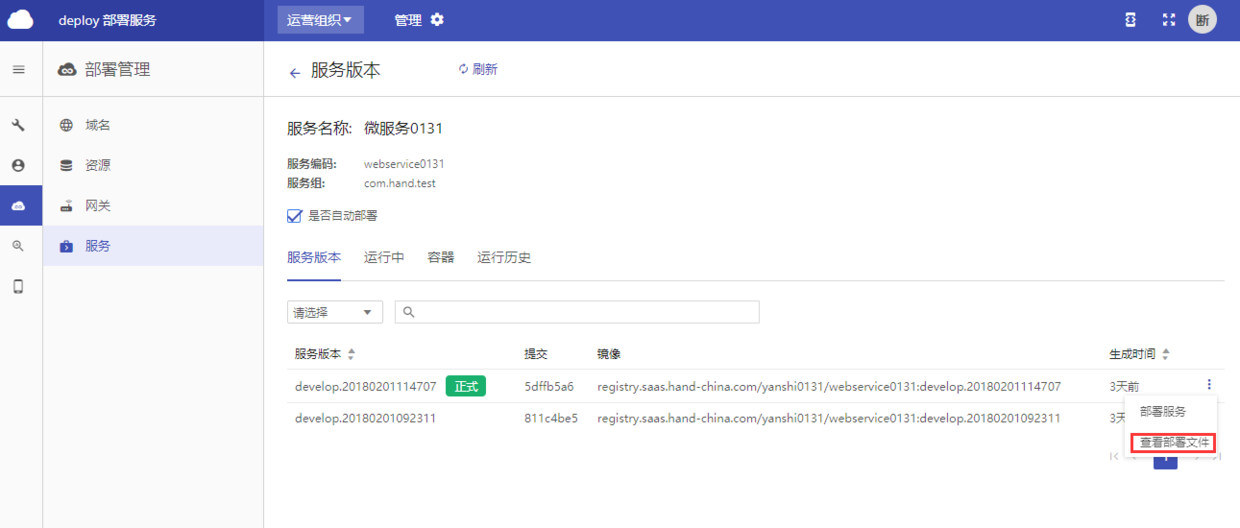 deploy 部署服务
运营组织
管理
断
部署管理
服务版本
刷新
域名
资源
网关
服务
服务名称: 微服务0131
服务编码: webservice0131
服务组: com.hand.test
是否自动部署
服务版本 运行中 容器 运行历史
请选择
服务版本 提交 镜像 生成时间
develop.20180201114707 正式 5dffb5a6 registry.saas.hand-china.com/yanshi0131/webservice0131:develop.20180201114707 3天前
develop.20180201092311 811c4be5 registry.saas.hand-china.com/yanshi0131/webservice0131:develop.20180201092311 3天
部署服务
查看部署文件
1